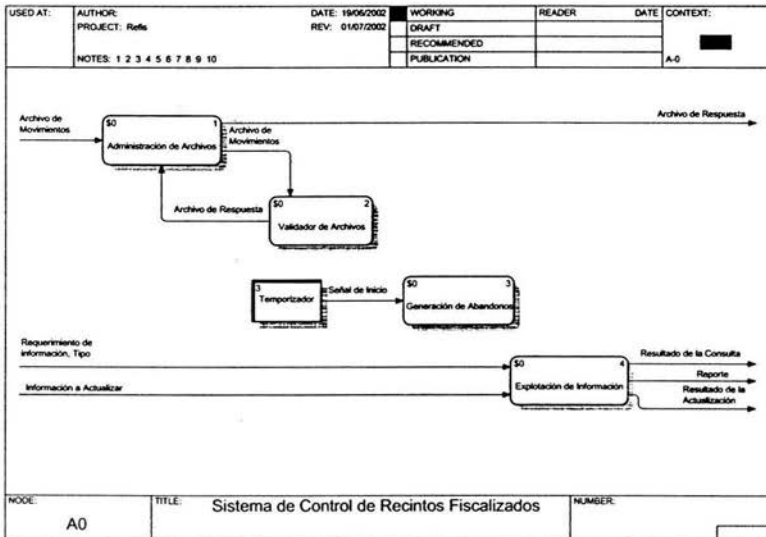 USED AT:
AUTHOR:
DATE: 19/06/2002
WORKING
READER
DATE
CONTEXT:
PROJECT: Refis
REV: 01/07/2002
DRAFT
RECOMMENDED
NOTES: 1 2 3 4 5 6 7 8 9 10
PUBLICATION
A-0
Archivo de
Movimientos
$0
1
Administración de Archivos
Archivo de
Movimientos
Archivo de Respuesta
Archivo de Respuesta
$0
2
Validador de Archivos
3
Temporizador
Señal de Inicio
$0
3
Generación de Abandonos
Requerimiento de
información, Tipo
Información a Actualizar
$0
4
Explotación de Información
Resultado de la Consulta
Reporte
Resultado de la
Actualización
NODE:
A0
TITLE:
Sistema de Control de Recintos Fiscalizados
NUMBER: